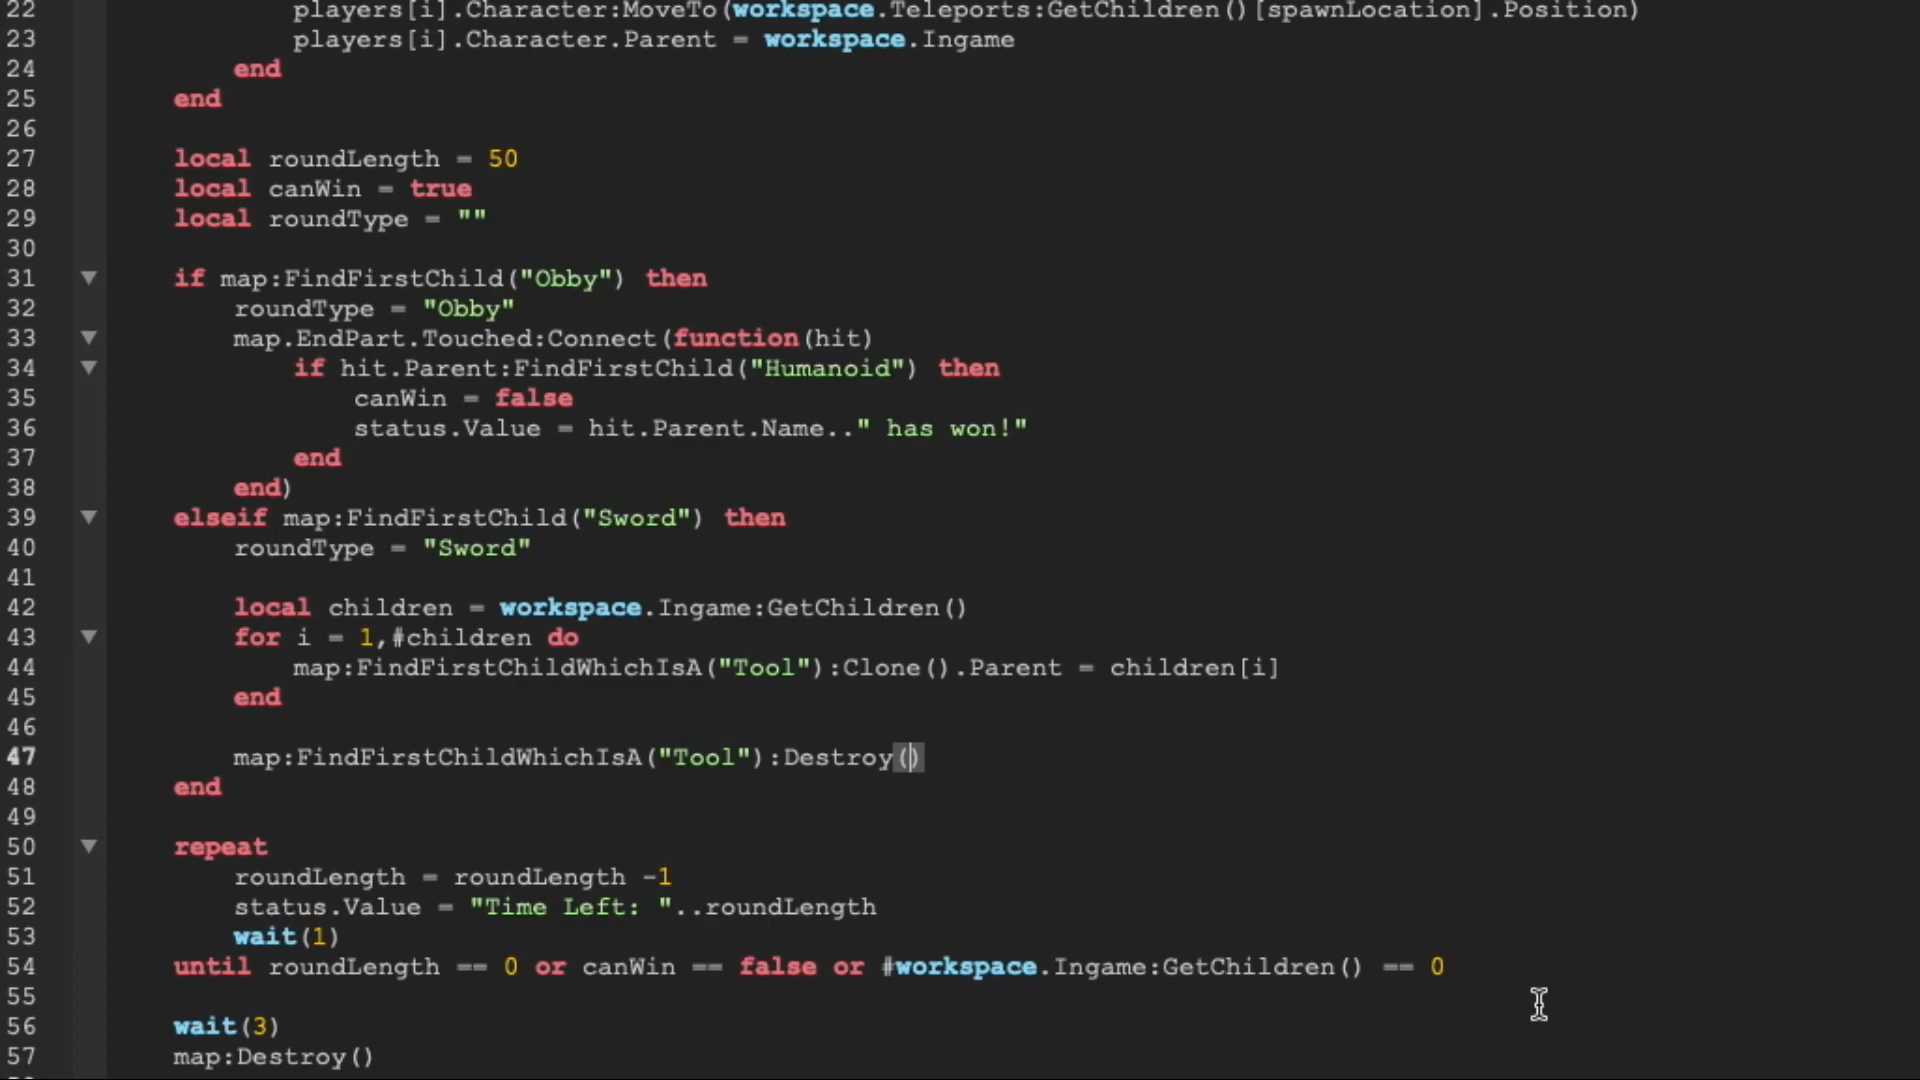 22 players[i].Character:MoveTo(workspace.Teleports:GetChildren()[spawnLocation].Position)
23 players[i].Character.Parent = workspace.Ingame
24 end
25 end
26
27 local roundLength = 50
28 local canWin = true
29 local roundType = ""
30
31 if map:FindFirstChild("Obby") then
32 roundType = "Obby"
33 map.EndPart.Touched:Connect(function(hit)
34 if hit.Parent:FindFirstChild("Humanoid") then
35 canWin = false
36 status.Value = hit.Parent.Name.." has won!"
37 end
38 end)
39 elseif map:FindFirstChild("Sword") then
40 roundType = "Sword"
41
42 local children = workspace.Ingame:GetChildren()
43 for i = 1,#children do
44 map:FindFirstChildWhichIsA("Tool"):Clone().Parent = children[i]
45 end
46
47 map:FindFirstChildWhichIsA("Tool"):Destroy()
48 end
49
50 repeat
51 roundLength = roundLength -1
52 status.Value = "Time Left: "..roundLength
53 wait(1)
54 until roundLength == 0 or canWin == false or #workspace.Ingame:GetChildren() == 0
55
56 wait(3)
57 map:Destroy()